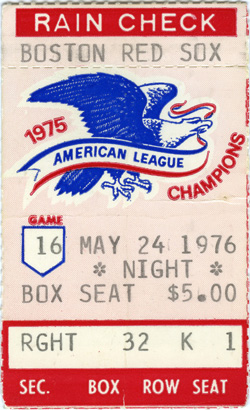 RAIN CHECK
BOSTON RED SOX
1975
AMERICAN LEAGUE
CHAMPIONS
GAME
16 MAY 24 1976
* NIGHT *
BOX SEAT $5.00
RGHT 32 K 1
SEC. BOX ROW SEAT